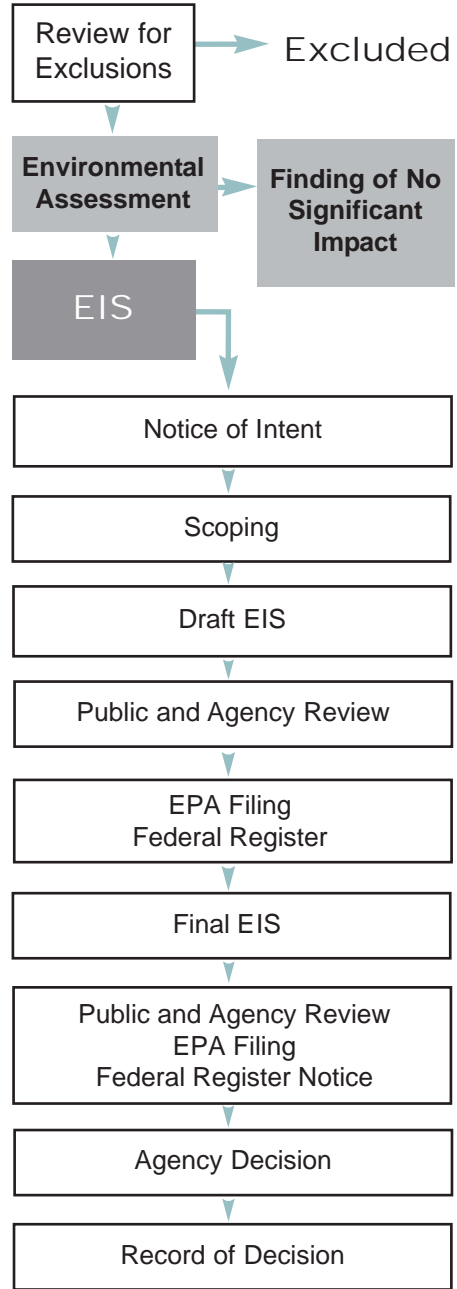 Review for
Exclusions
Excluded
Environmental
Assessment
Finding of No
Significant
Impact
EIS
Notice of Intent
Scoping
Draft EIS
Public and Agency Review
EPA Filing
Federal Register
Final EIS
Public and Agency Review
EPA Filing
Federal Register Notice
Agency Decision
Record of Decision